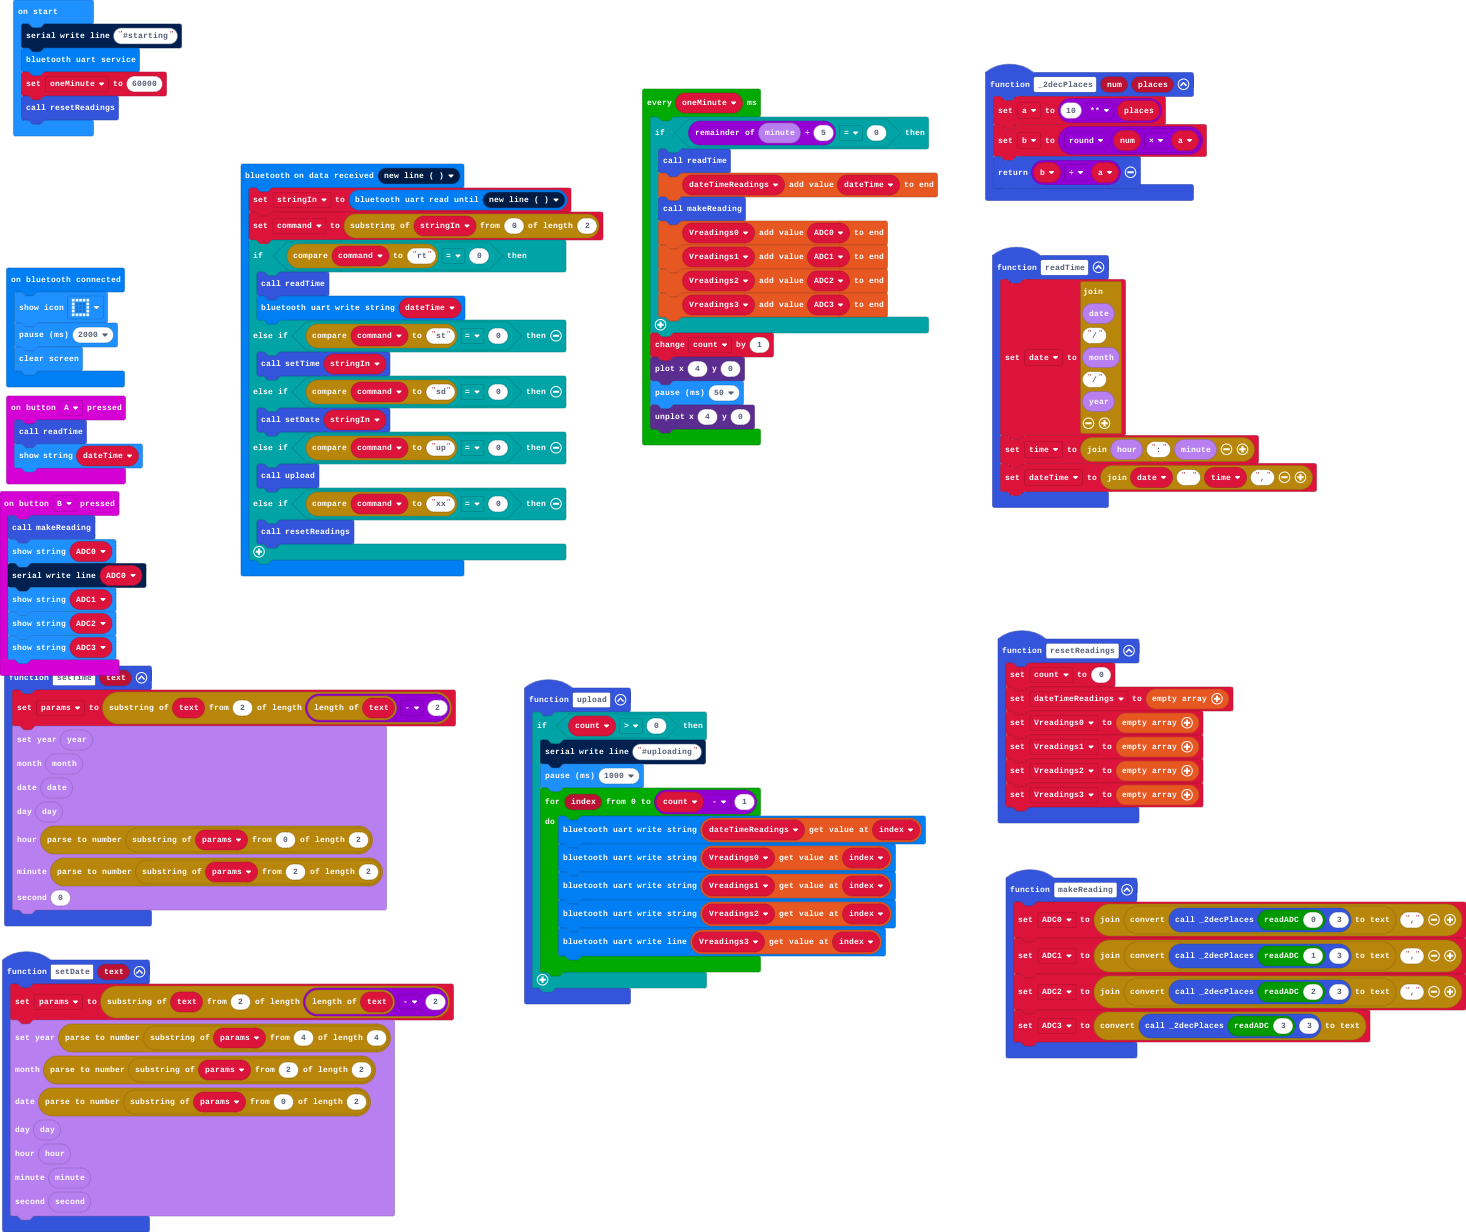 on start
serial write line "#starting"
bluetooth uart service
set oneMinute to 60000
call resetReadings
on bluetooth connected
show icon
pause (ms) 2000
clear screen
on button A pressed
call readTime
show string dateTime
on button B pressed
call makeReading
show string ADC0
serial write line ADC0
show string ADC1
show string ADC2
show string ADC3
function setTime text
set params to substring of text from 2 of length length of text - 2
set year year
month month
date date
day day
hour parse to number substring of params from 0 of length 2
minute parse to number substring of params from 2 of length 2
second 0
function setDate text
set params to substring of text from 2 of length length of text - 2
set year parse to number substring of params from 4 of length 4
month parse to number substring of params from 2 of length 2
date parse to number substring of params from 0 of length 2
day day
hour hour
minute minute
second second
bluetooth on data received new line ( )
set stringIn to bluetooth uart read until new line ( )
set command to substring of stringIn from 0 of length 2
if compare command to "rt" = 0 then
call readTime
bluetooth uart write string dateTime
else if compare command to "st" = 0 then
call setTime stringIn
else if compare command to "sd" = 0 then
call setDate stringIn
else if compare command to "up" = 0 then
call upload
else if compare command to "xx" = 0 then
call resetReadings
every oneMinute ms
if remainder of minute ÷ 5 = 0 then
call readTime
dateTimeReadings add value dateTime to end
call makeReading
Vreadings0 add value ADC0 to end
Vreadings1 add value ADC1 to end
Vreadings2 add value ADC2 to end
Vreadings3 add value ADC3 to end
change count by 1
plot x 4 y 0
pause (ms) 50
unplot x 4 y 0
function upload
if count > 0 then
serial write line "#uploading"
pause (ms) 1000
for index from 0 to count - 1
do
bluetooth uart write string dateTimeReadings get value at index
bluetooth uart write string Vreadings0 get value at index
bluetooth uart write string Vreadings1 get value at index
bluetooth uart write string Vreadings2 get value at index
bluetooth uart write line Vreadings3 get value at index
function _2decPlaces num places
set a to 10 ** places
set b to round num × a
return b ÷ a
function readTime
join
date
"/"
set date to month
"/"
year
set time to join hour ":" minute
set dateTime to join date " " time ","
function resetReadings
set count to 0
set dateTimeReadings to empty array
set Vreadings0 to empty array
set Vreadings1 to empty array
set Vreadings2 to empty array
set Vreadings3 to empty array
function makeReading
set ADC0 to join convert call _2decPlaces readADC 0 3 to text ","
set ADC1 to join convert call _2decPlaces readADC 1 3 to text ","
set ADC2 to join convert call _2decPlaces readADC 2 3 to text ","
set ADC3 to convert call _2decPlaces readADC 3 3 to text